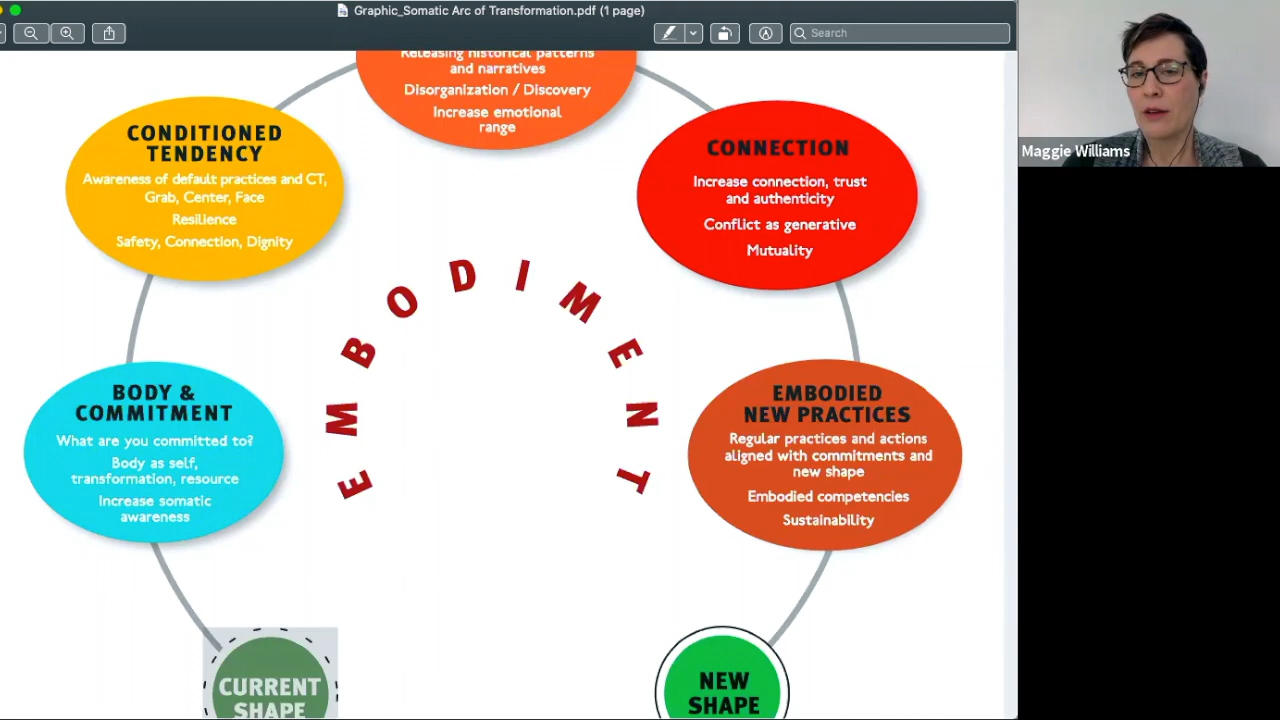 Graphic_Somatic Arc of Transformation.pdf (1 page)
Search
Maggie Williams
Releasing historical patterns
and narratives
Disorganization / Discovery
Increase emotional
range
CONDITIONED
TENDENCY
Awareness of default practices and CT,
Grab, Center, Face
Resilience
Safety, Connection, Dignity
CONNECTION
Increase connection, trust
and authenticity
Conflict as generative
Mutuality
EMBODIMENT
BODY &
COMMITMENT
What are you committed to?
Body as self,
transformation, resource
Increase somatic
awareness
EMBODIED
NEW PRACTICES
Regular practices and actions
aligned with commitments and
new shape
Embodied competencies
Sustainability
CURRENT
SHAPE
NEW
SHAPE